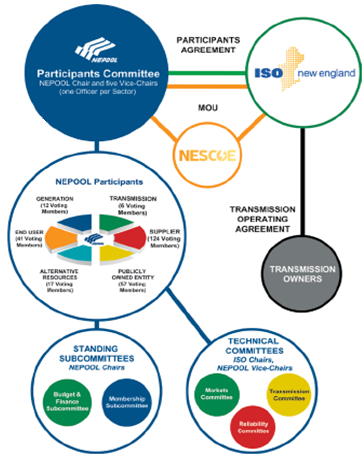 NEPOOL
Participants Committee
NEPOOL Chair and five Vice-Chairs
(one Officer per Sector)
PARTICIPANTS
AGREEMENT
ISO new england
MOU
NESCOE
NEPOOL Participants
GENERATION
(12 Voting
Members)
TRANSMISSION
(6 Voting
Members)
END USER
(41 Voting
Members)
SUPPLIER
(124 Voting
Members)
ALTERNATIVE
RESOURCES
(17 Voting
Members)
PUBLICLY
OWNED ENTITY
(57 Voting
Members)
TRANSMISSION
OPERATING
AGREEMENT
TRANSMISSION
OWNERS
STANDING
SUBCOMMITTEES
NEPOOL Chairs
Budget &
Finance
Subcommittee
Membership
Subcommittee
TECHNICAL
COMMITTEES
ISO Chairs,
NEPOOL Vice-Chairs
Markets
Committee
Transmission
Committee
Reliability
Committee